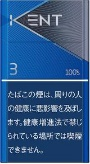 KENT
3
100's
たばこの煙は、周りの人
の健康に悪影響を及ぼし
ます。健康増進法で禁じ
られている場所では喫煙
できません。